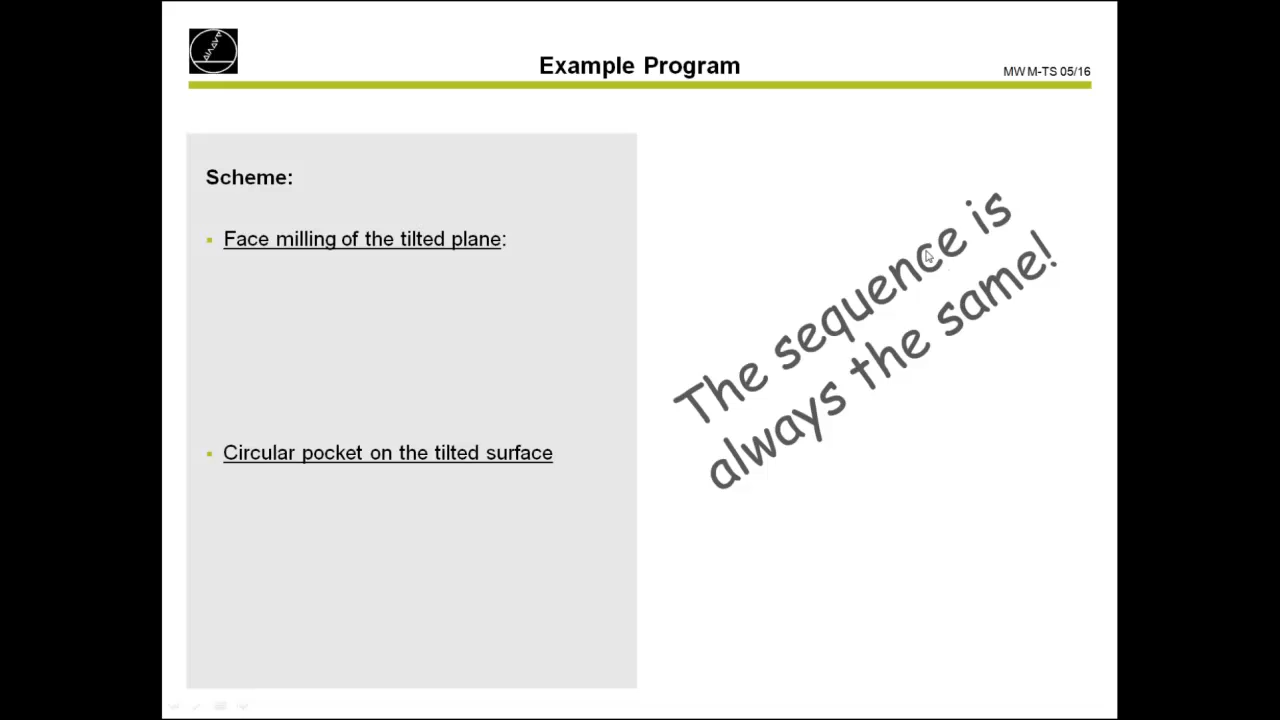 Example Program
MWM-TS 05/16
Scheme:
Face milling of the tilted plane:
Circular pocket on the tilted surface
The sequence is
always the same!